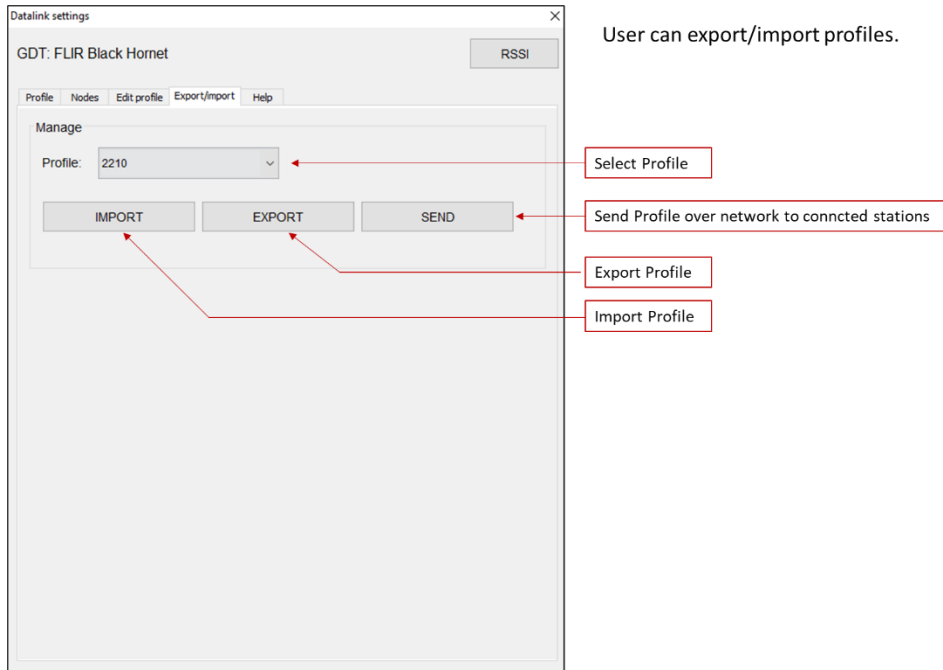 Datalink settings
User can export/import profiles.
GDT: FLIR Black Hornet
RSSI
Profile Nodes Edit profile Export/import Help
Manage
Profile: 2210
Select Profile
IMPORT EXPORT SEND
Send Profile over network to conncted stations
Export Profile
Import Profile